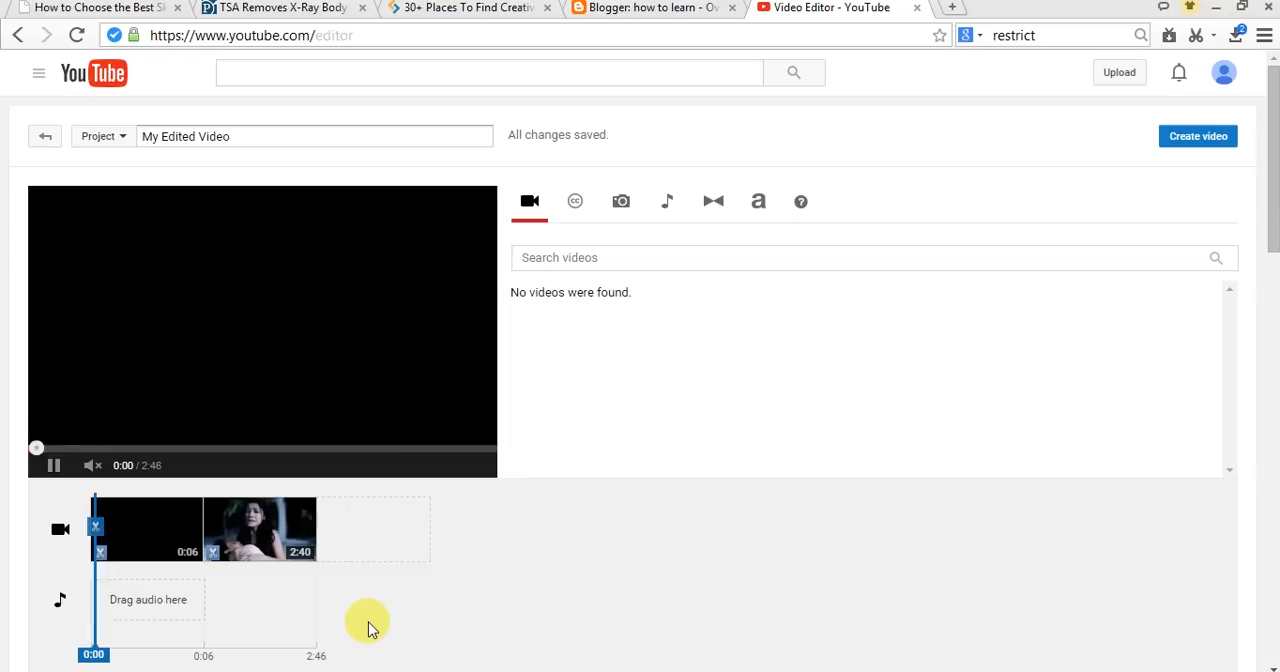 How to Choose the Best Sl
TSA Removes X-Ray Body
30+ Places To Find Creativ
Blogger: how to learn - Ov
Video Editor - YouTube
https://www.youtube.com/editor
restrict
2
YouTube
Upload
Project
My Edited Video
All changes saved.
Create video
a
?
Search videos
No videos were found.
0:00 / 2:46
0:06
2:40
Drag audio here
0:00
0:06
2:46